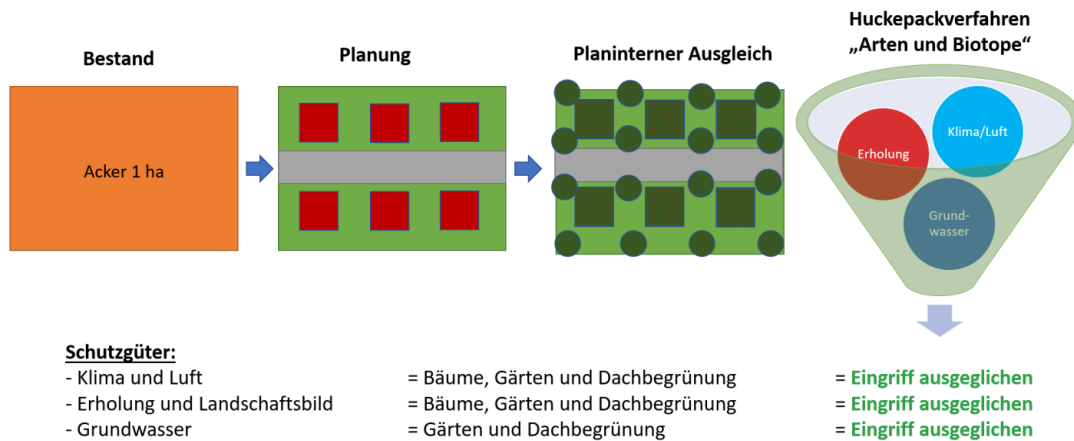 Bestand
Planung
Planinterner Ausgleich
Huckepackverfahren
„Arten und Biotope“
Acker 1 ha
Klima/Luft
Erholung
Grund-
wasser
Schutzgüter:
- Klima und Luft = Bäume, Gärten und Dachbegrünung = Eingriff ausgeglichen
- Erholung und Landschaftsbild = Bäume, Gärten und Dachbegrünung = Eingriff ausgeglichen
- Grundwasser = Gärten und Dachbegrünung = Eingriff ausgeglichen